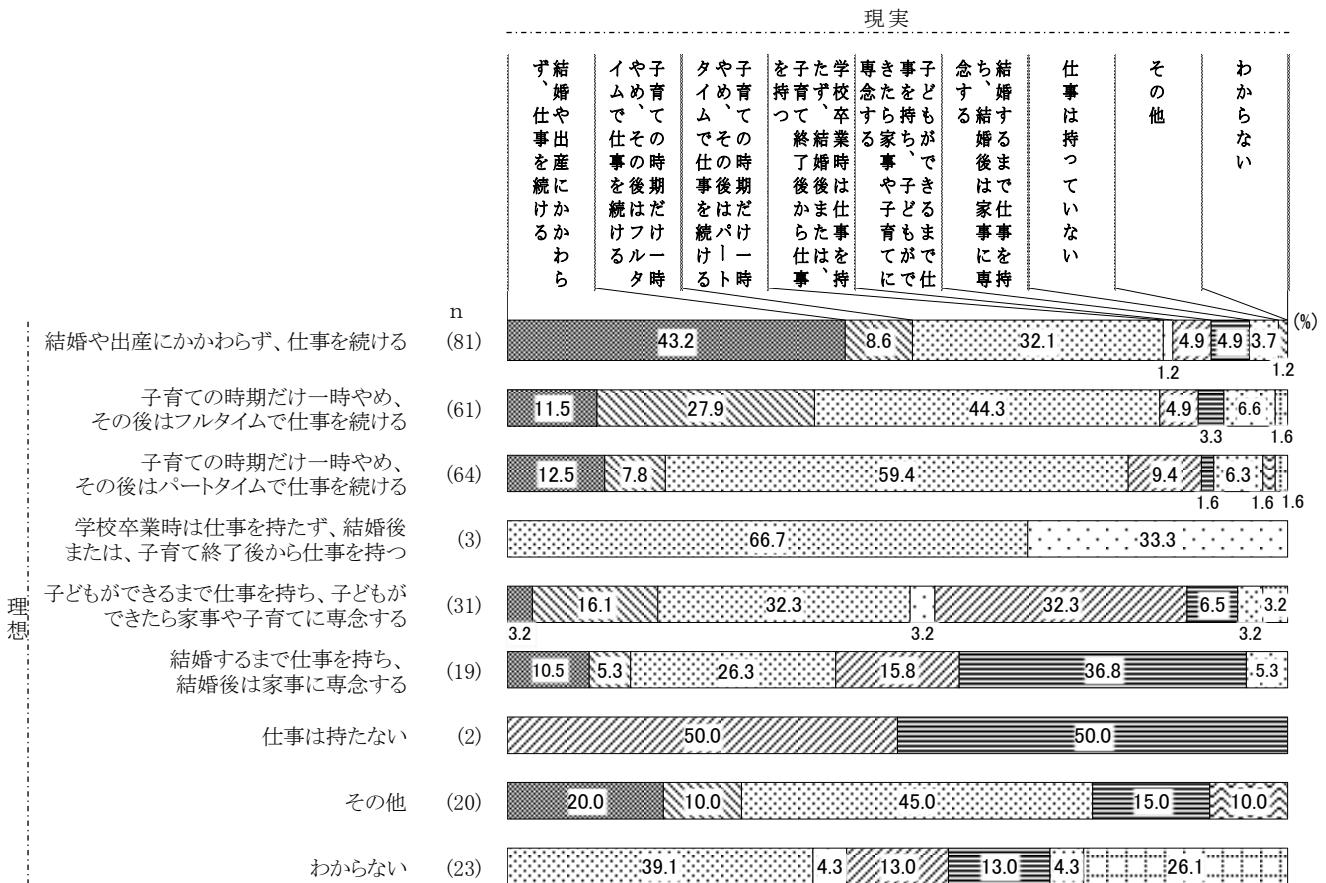 現実
結婚や出産にかかわら
ず、仕事を続ける
子育ての時期だけ一時
やめ、その後はフルタ
イムで仕事を続ける
子育ての時期だけ一時
やめ、その後はパート
タイムで仕事を続ける
学校卒業時は仕事を持
たず、結婚後または、
子育て終了後から仕事
を持つ
子どもができるまで仕
事を持ち、子どもがで
きたら家事や子育てに
専念する
結婚するまで仕事を持
ち、結婚後は家事に専
念する
仕事は持っていない
その他
わからない
n
(%)
理想
結婚や出産にかかわらず、仕事を続ける (81) 43.2 8.6 32.1 1.2 4.9 4.9 3.7 1.2
子育ての時期だけ一時やめ、
その後はフルタイムで仕事を続ける (61) 11.5 27.9 44.3 4.9 3.3 6.6 1.6
子育ての時期だけ一時やめ、
その後はパートタイムで仕事を続ける (64) 12.5 7.8 59.4 9.4 1.6 6.3 1.6 1.6
学校卒業時は仕事を持たず、結婚後
または、子育て終了後から仕事を持つ (3) 66.7 33.3
子どもができるまで仕事を持ち、子どもが
できたら家事や子育てに専念する (31) 3.2 16.1 32.3 3.2 32.3 6.5 3.2 3.2
結婚するまで仕事を持ち、
結婚後は家事に専念する (19) 10.5 5.3 26.3 15.8 36.8 5.3
仕事は持たない (2) 50.0 50.0
その他 (20) 20.0 10.0 45.0 15.0 10.0
わからない (23) 39.1 4.3 13.0 13.0 4.3 26.1